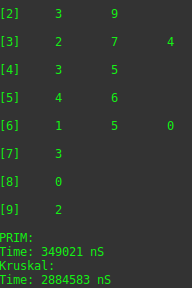 [2] 3 9
[3] 2 7 4
[4] 3 5
[5] 4 6
[6] 1 5 0
[7] 3
[8] 0
[9] 2
PRIM:
Time: 349021 nS
Kruskal:
Time: 2884583 nS